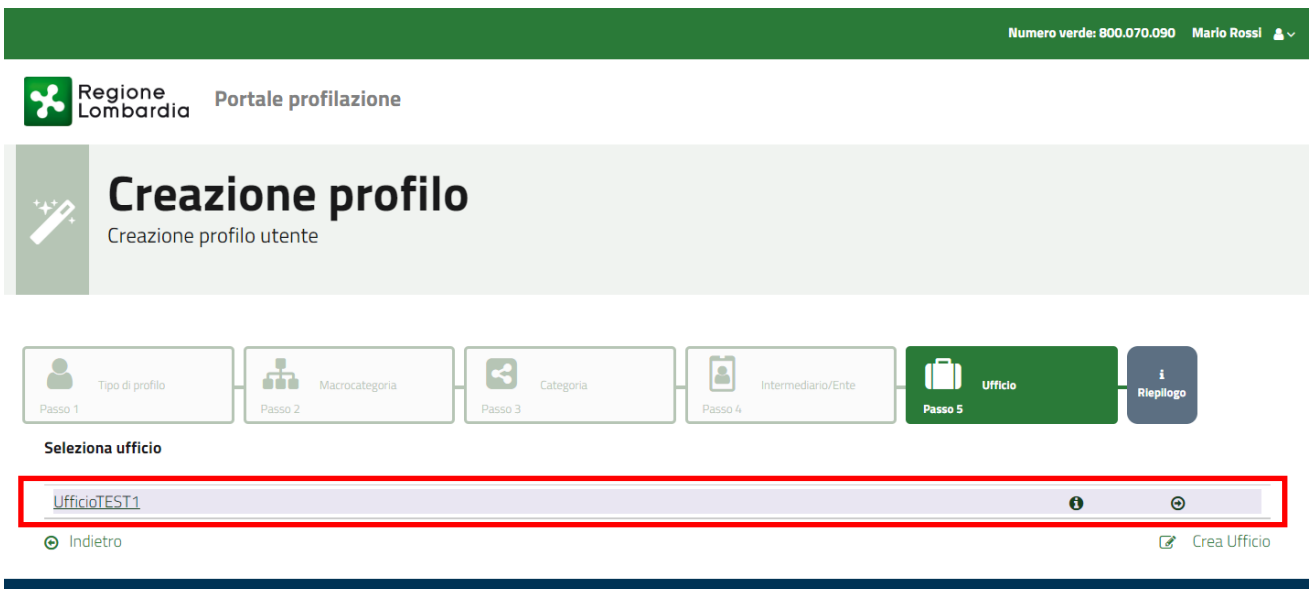 Numero verde: 800.070.090 Mario Rossi
Regione
Lombardia
Portale profilazione
Creazione profilo
Creazione profilo utente
Tipo di profilo
Passo 1
Macrocategoria
Passo 2
Categoria
Passo 3
Intermediario/Ente
Passo 4
Ufficio
Passo 5
i
Riepilogo
Seleziona ufficio
UfficioTEST1
Indietro
Crea Ufficio